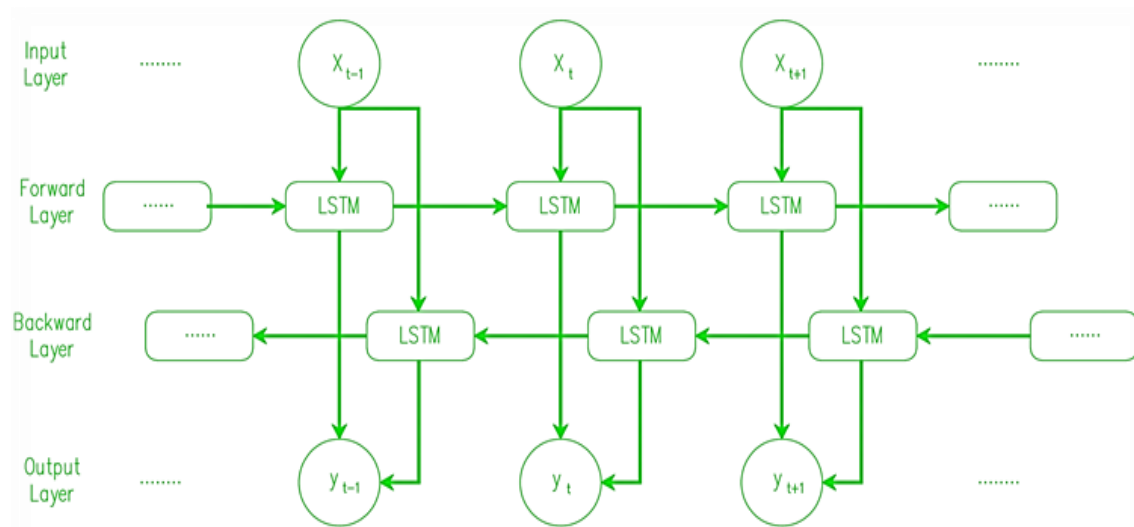 Input
Layer
........
X t-1
X t
X t+1
........
Forward
Layer
......
LSTM
LSTM
LSTM
......
Backward
Layer
......
LSTM
LSTM
LSTM
......
Output
Layer
........
y t-1
y t
y t+1
........